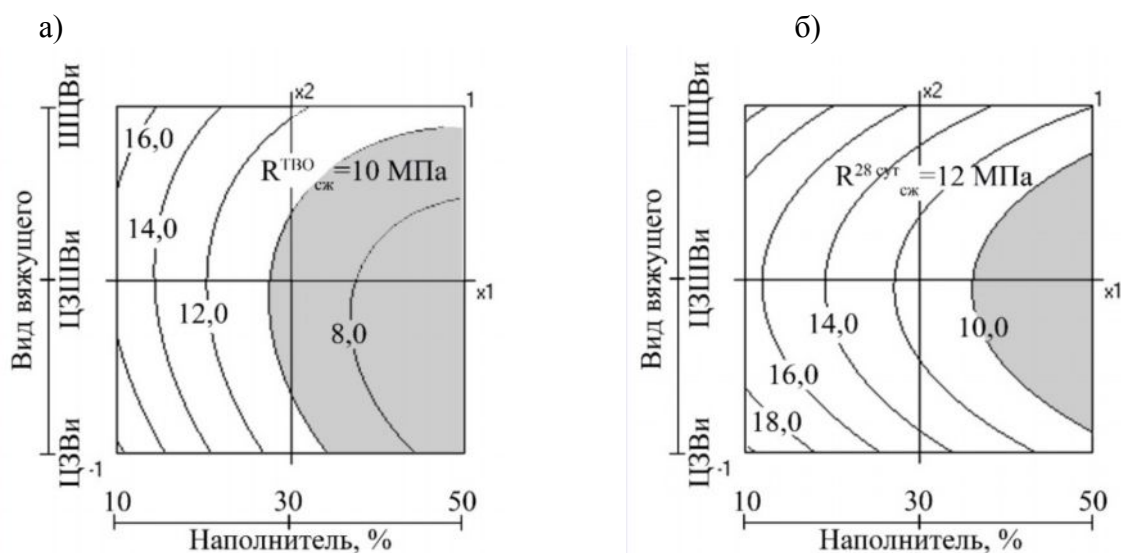 а)
x2
1
ШЦВи
ЦЗШВи
ЦЗВи
Вид вяжущего
16,0
14,0
12,0
8,0
R^ТВО_сж=10 МПа
x1
-1
10
30
50
Наполнитель, %
б)
x2
1
ШЦВи
ЦЗШВи
ЦЗВи
Вид вяжущего
R^28 сут_сж=12 МПа
x1
14,0
10,0
16,0
18,0
-1
10
30
50
Наполнитель, %